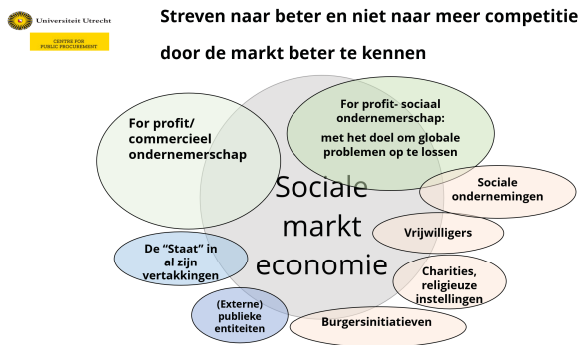 Universiteit Utrecht
CENTRE FOR
PUBLIC PROCUREMENT
Streven naar beter en niet naar meer competitie
door de markt beter te kennen
For profit/
commercieel
ondernemerschap
For profit- sociaal
ondernemerschap:
met het doel om globale
problemen op te lossen
Sociale
markt
economie
Sociale
ondernemingen
Vrijwilligers
De “Staat” in
al zijn
vertakkingen
Charities,
religieuze
instellingen
(Externe)
publieke
entiteiten
Burgersinitiatieven